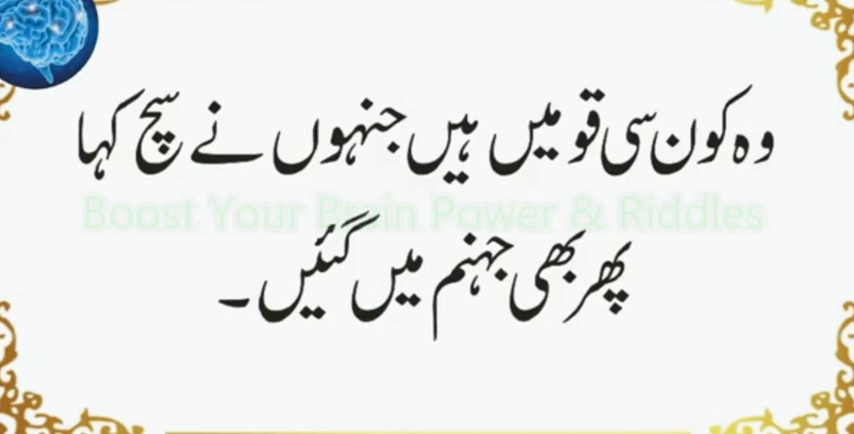 وہ کون سی قومیں ہیں جنہوں نے سچ کہا
Boost Your Brain Power & Riddles
پھر بھی جہنم میں گئیں۔